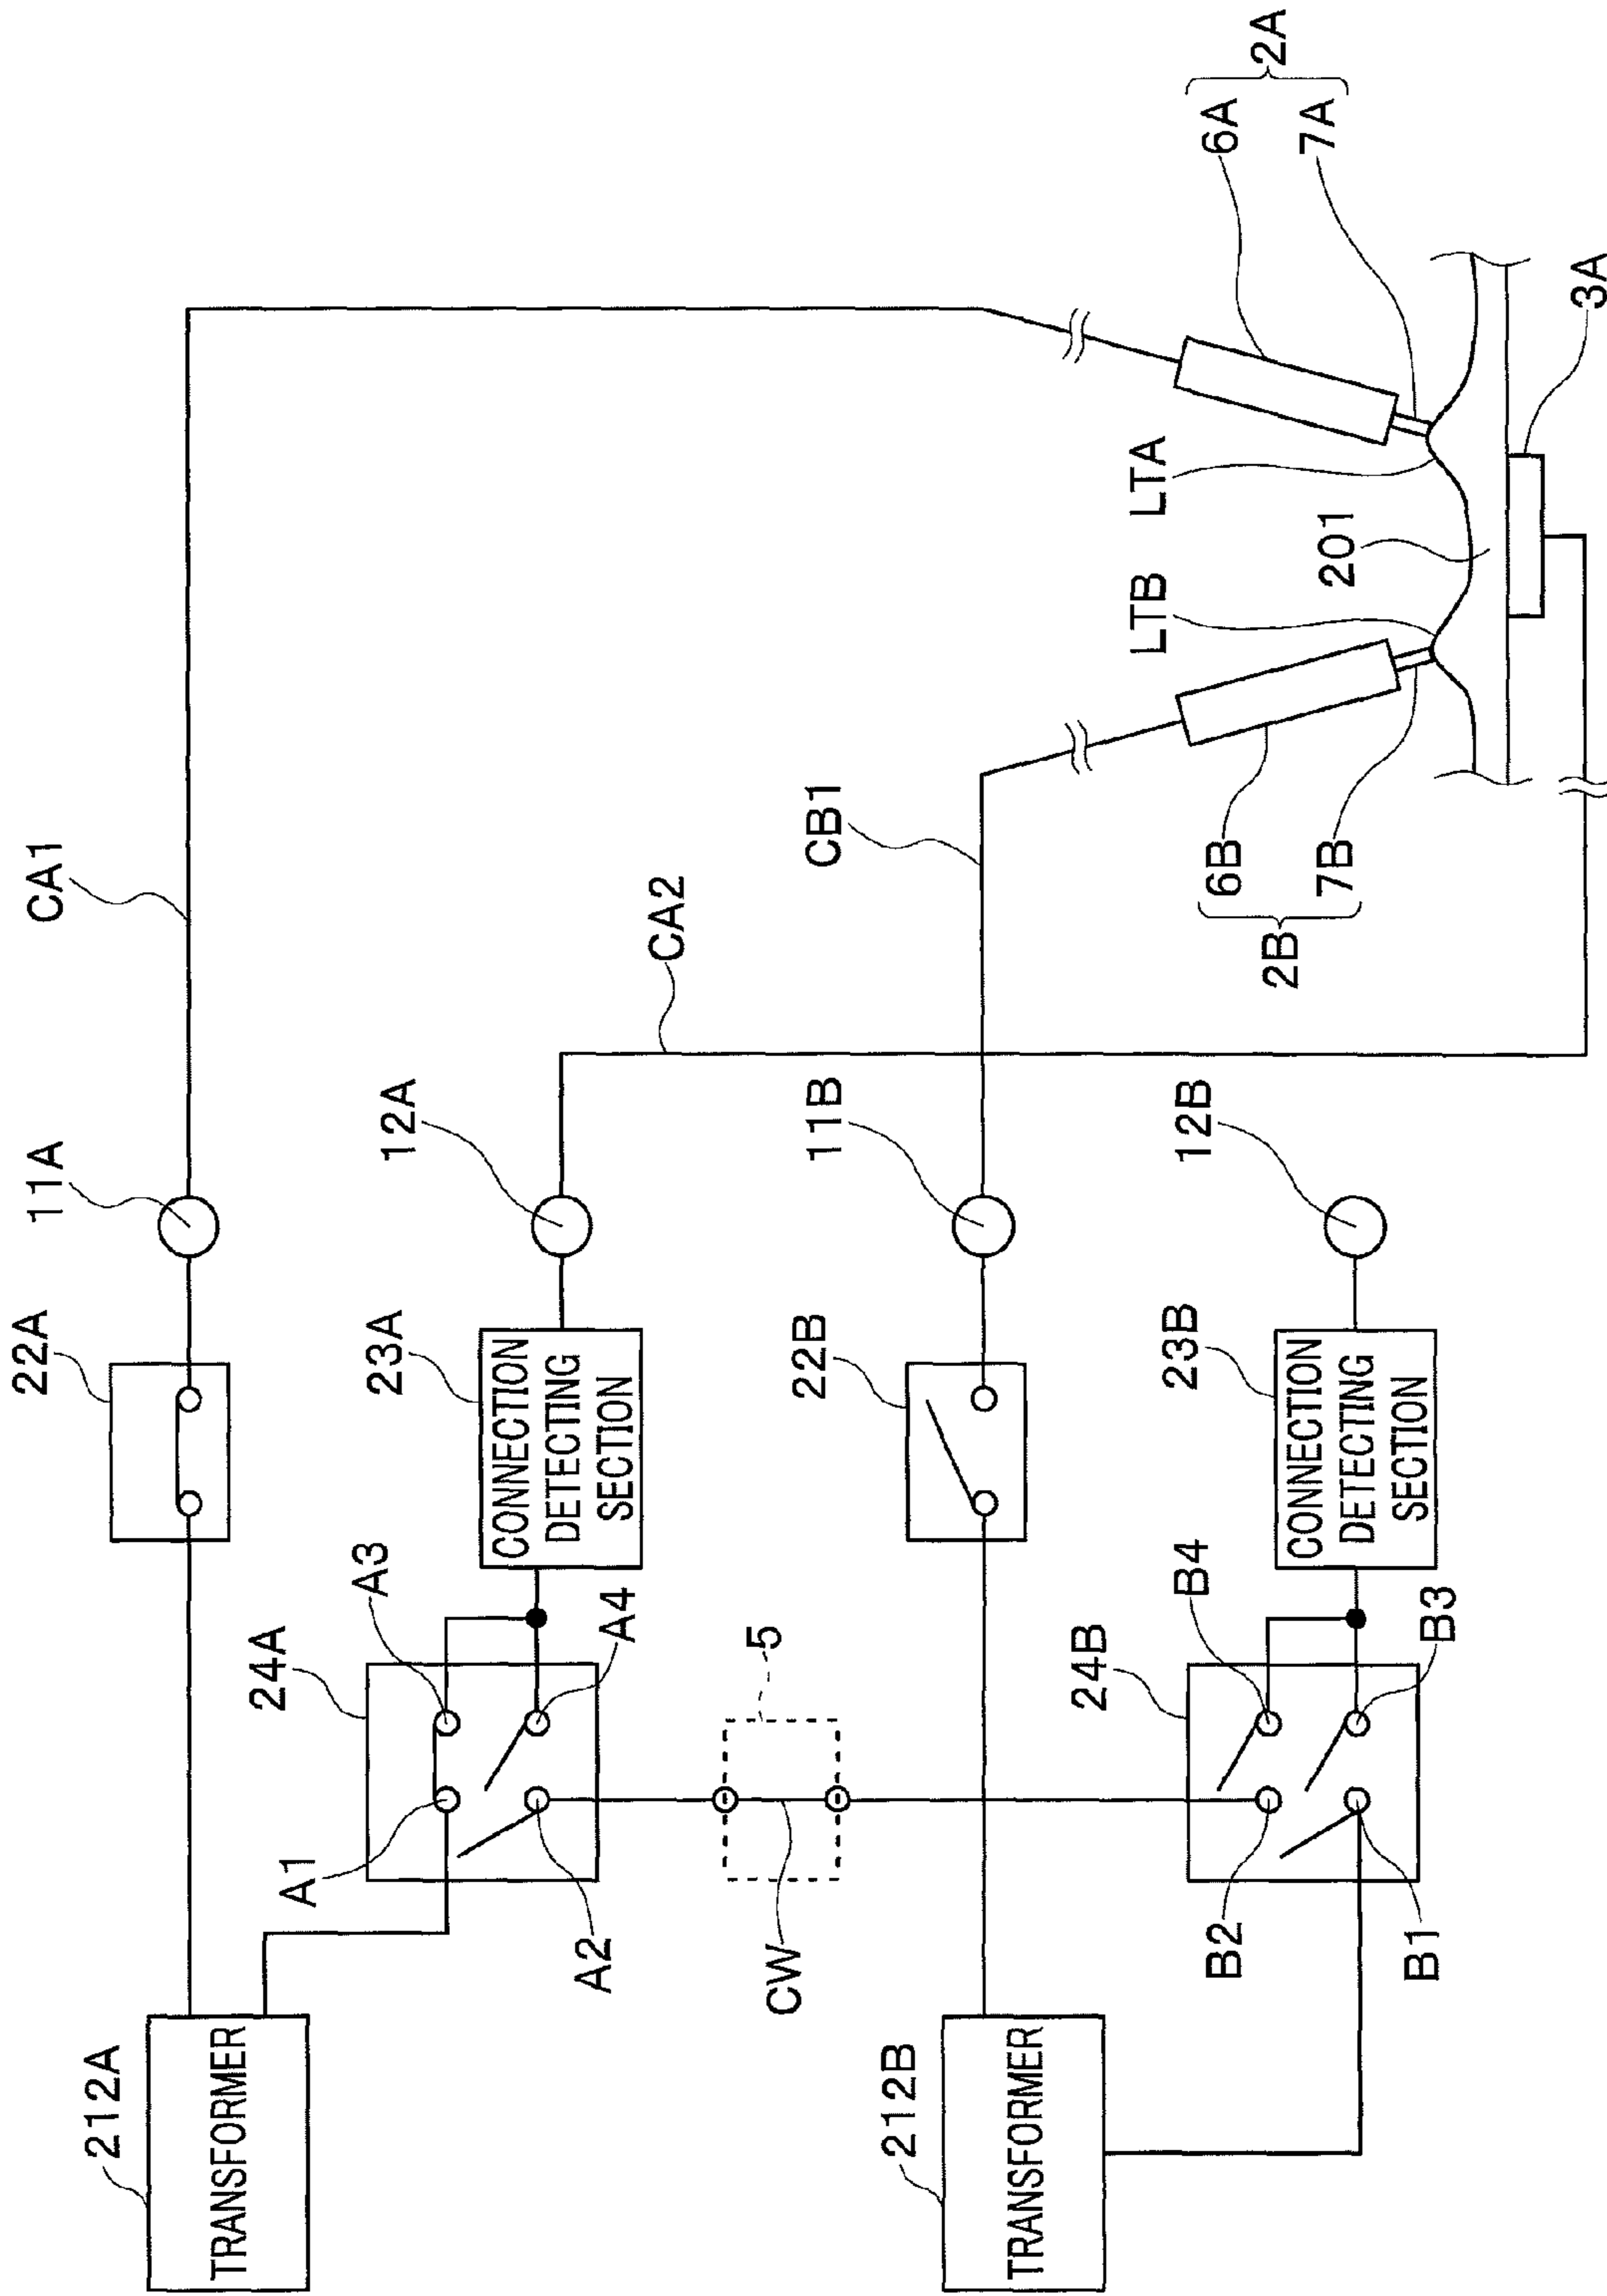 212A
TRANSFORMER
22A
11A
CA1
24A
A3
A1
A4
A2
23A
CONNECTION
DETECTING
SECTION
12A
CA2
5
CW
212B
TRANSFORMER
22B
11B
CB1
24B
B4
B2
B3
B1
23B
CONNECTION
DETECTING
SECTION
12B
LTB
LTA
6B
7B
2B
201
6A
7A
2A
3A